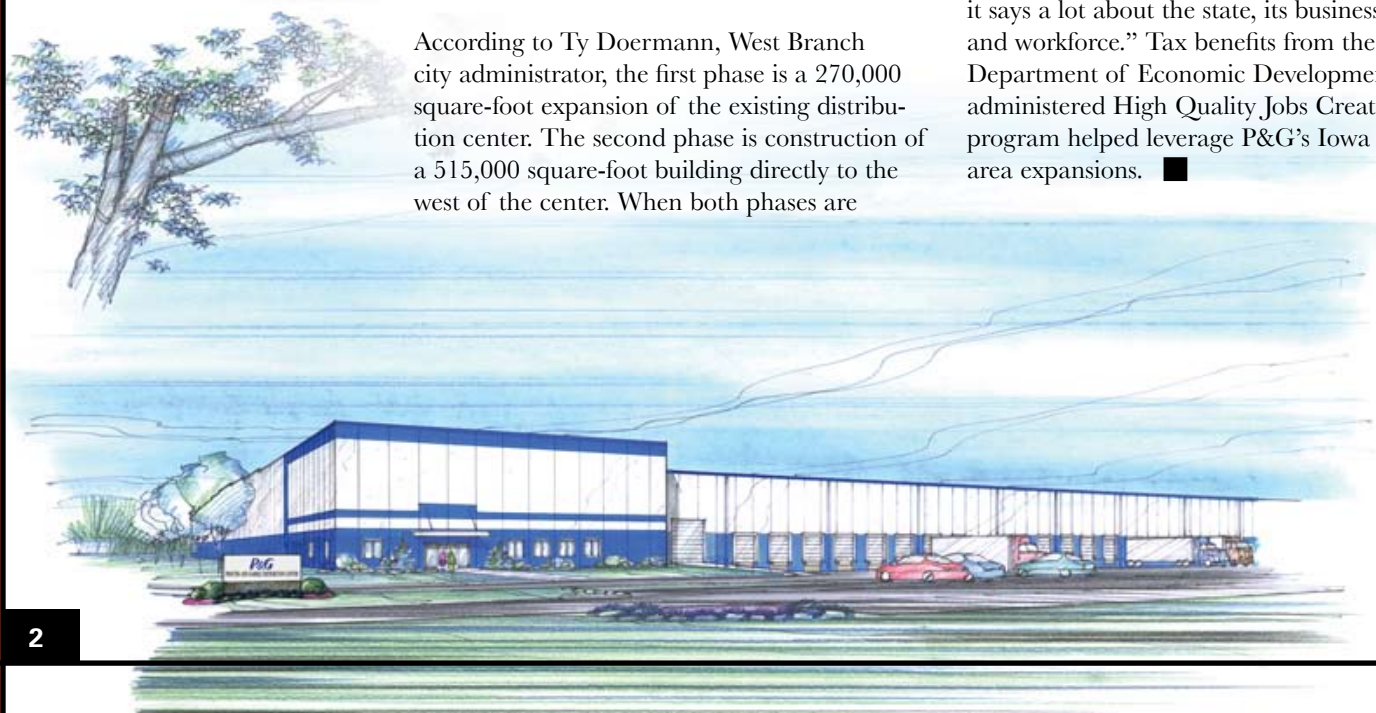 According to Ty Doermann, West Branch
city administrator, the first phase is a 270,000
square-foot expansion of the existing distribu-
tion center. The second phase is construction of
a 515,000 square-foot building directly to the
west of the center. When both phases are
it says a lot about the state, its business
and workforce.” Tax benefits from the
Department of Economic Developme
administered High Quality Jobs Creat
program helped leverage P&G’s Iowa
area expansions.
P&G
2